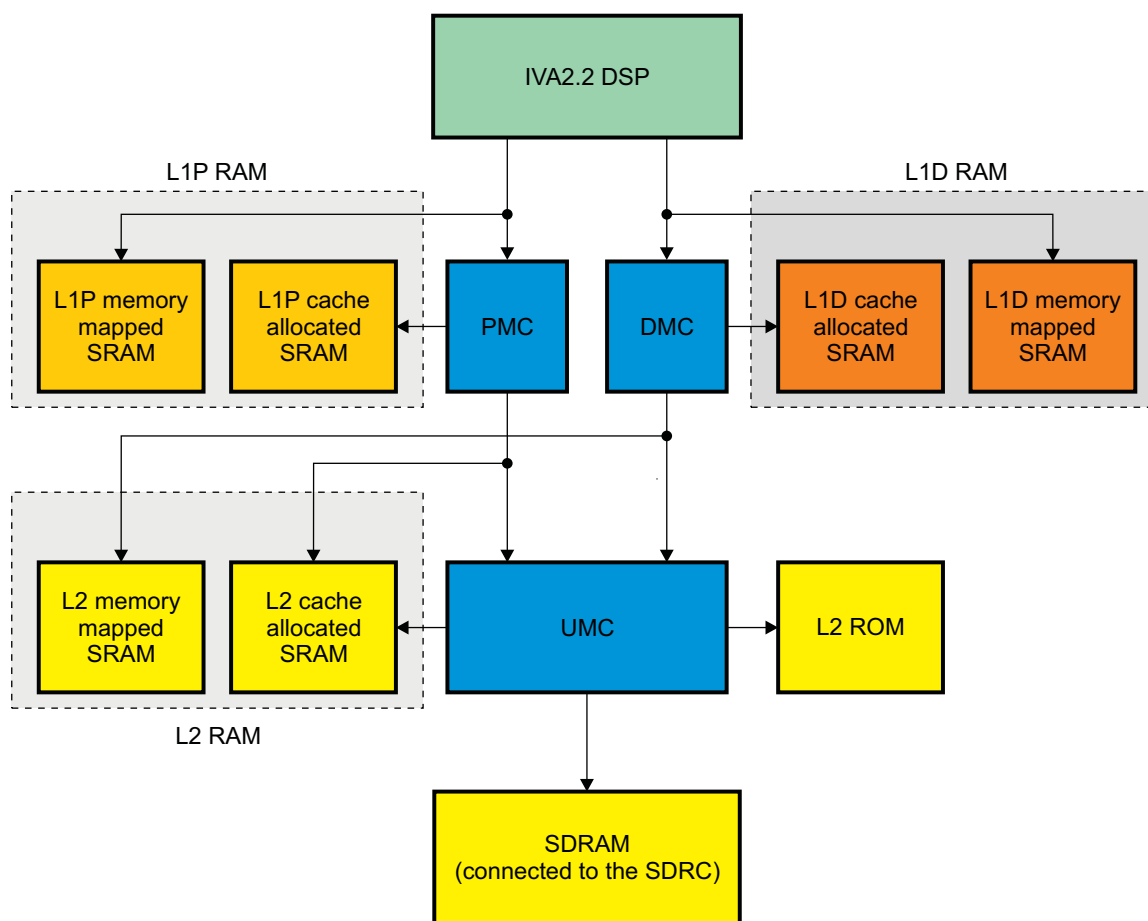 IVA2.2 DSP
L1P RAM
L1D RAM
L1P memory
mapped
SRAM
L1P cache
allocated
SRAM
PMC
DMC
L1D cache
allocated
SRAM
L1D memory
mapped
SRAM
L2 memory
mapped
SRAM
L2 cache
allocated
SRAM
UMC
L2 ROM
L2 RAM
SDRAM
(connected to the SDRC)